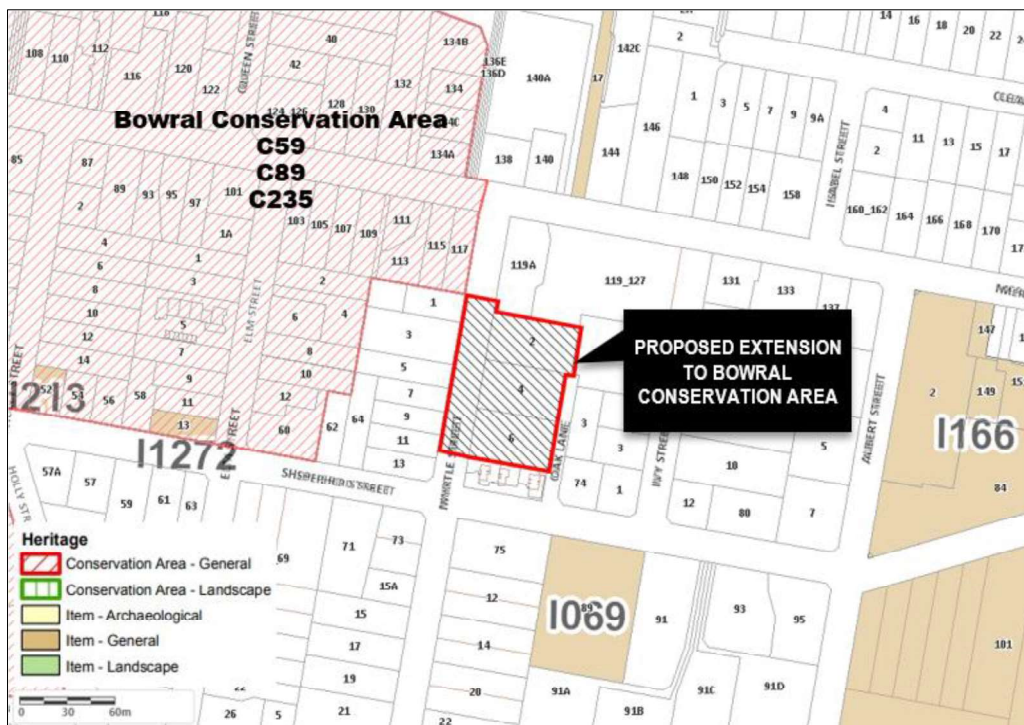 Bowral Conservation Area
C59
C89
C235
PROPOSED EXTENSION
TO BOWRAL
CONSERVATION AREA
I213
I1272
I166
I069
QUEEN STREET
ELM STREET
ISABEL STREET
OAK LANE
IVY STREET
AUBERT STREET
HOLLY STR
108 110 112 116 120 122
40
42
134B
132 134
134A
136E
136D
140A
138 140
17
142C
144
146
148 150 152 154 158
1 3 5 7 9 9A
2
14 16 18 20 22 24
4
2
11 13 15 17
160_162 164 166 168 170
85
87
89 93 95 97 101
103 105 107 109 111
113 115 117
119A
119_127
131 133 137
2
4
6
8
10
12
14
1A
1
3
5
7
9
11
13
2
4
6
8
10
12
60 62 64
1
3
5
7
9
11
13
2
4
6
3
3
1
74
5
18
12 80 7
147
149
2
84
52 54 56 58
57A 57 59 61 63
69 71 73
15A
15
17
19
21
75
12
14
20
22
89
91
93
95
91A
91B
91C
91D
101
26 5
Heritage
Conservation Area - General
Conservation Area - Landscape
Item - Archaeological
Item - General
Item - Landscape
0 30 60m